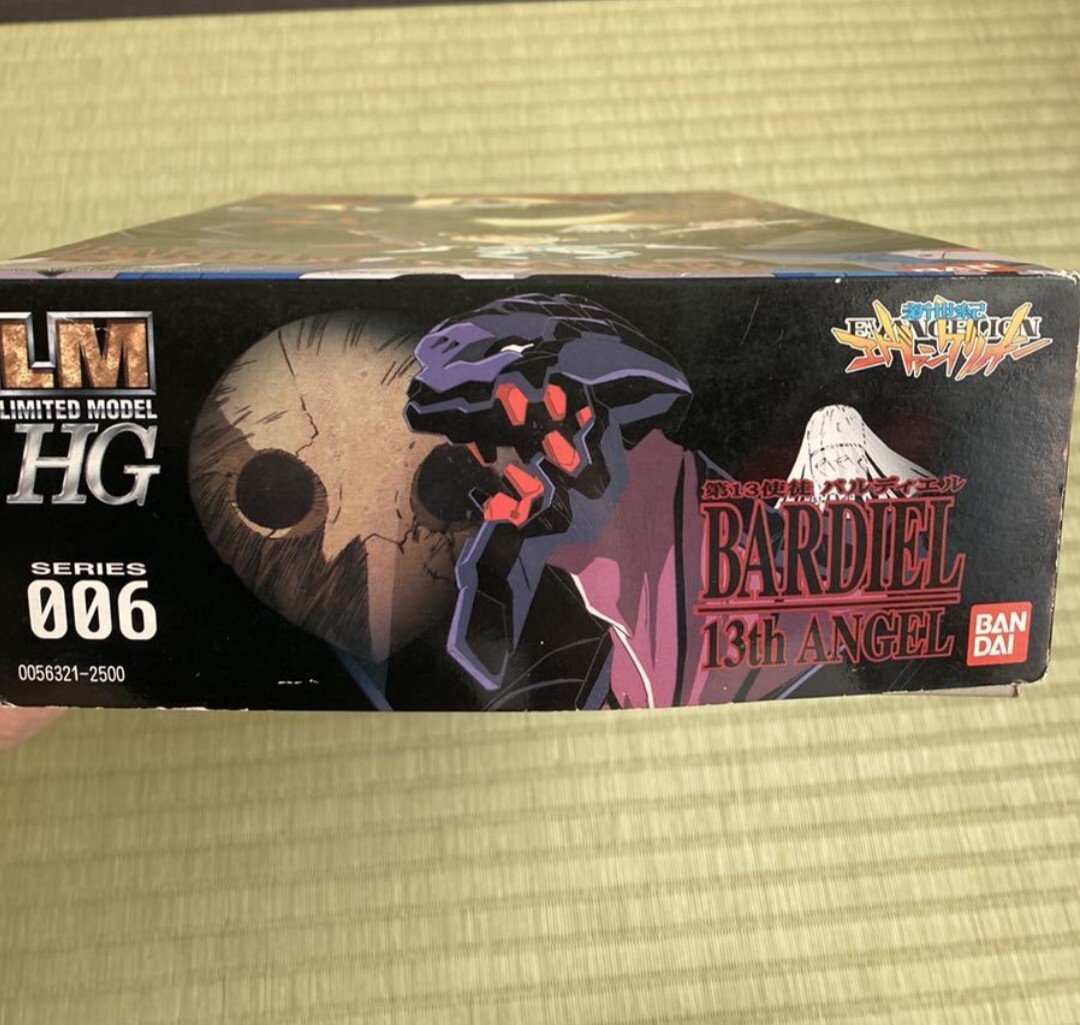 LM
LIMITED MODEL
HG
SERIES
006
0056321-2500
新世紀
EVANGELION
エヴァンゲリオン
第13使徒 バルディエル
BARDIEL
13th ANGEL
BAN
DAI